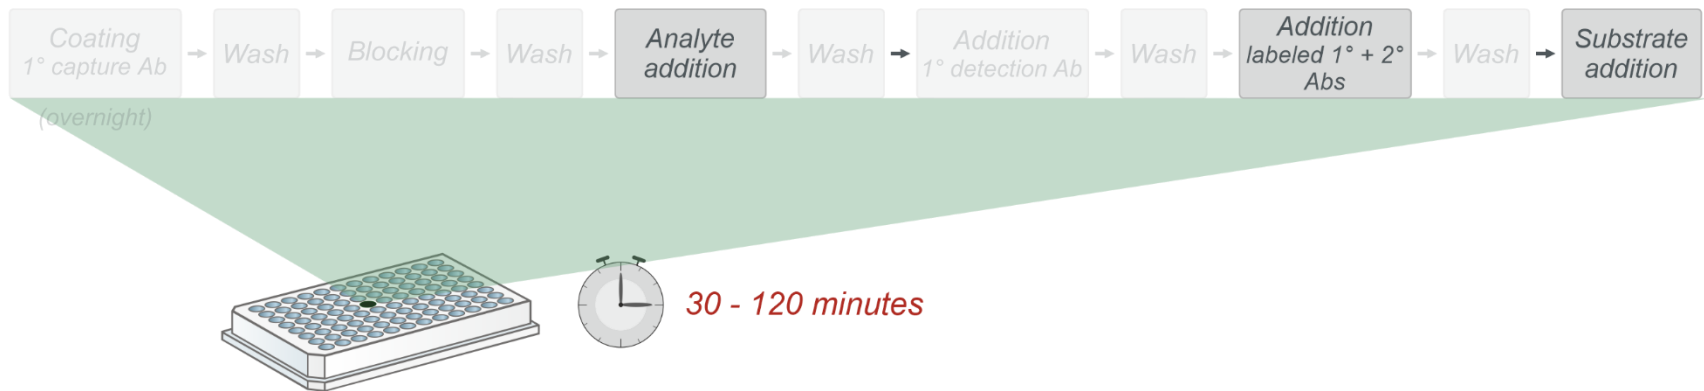 Coating
1° capture Ab
(overnight)
Wash
Blocking
Wash
Analyte
addition
Wash
Addition
1° detection Ab
Wash
Addition
labeled 1° + 2°
Abs
Wash
Substrate
addition
30 - 120 minutes